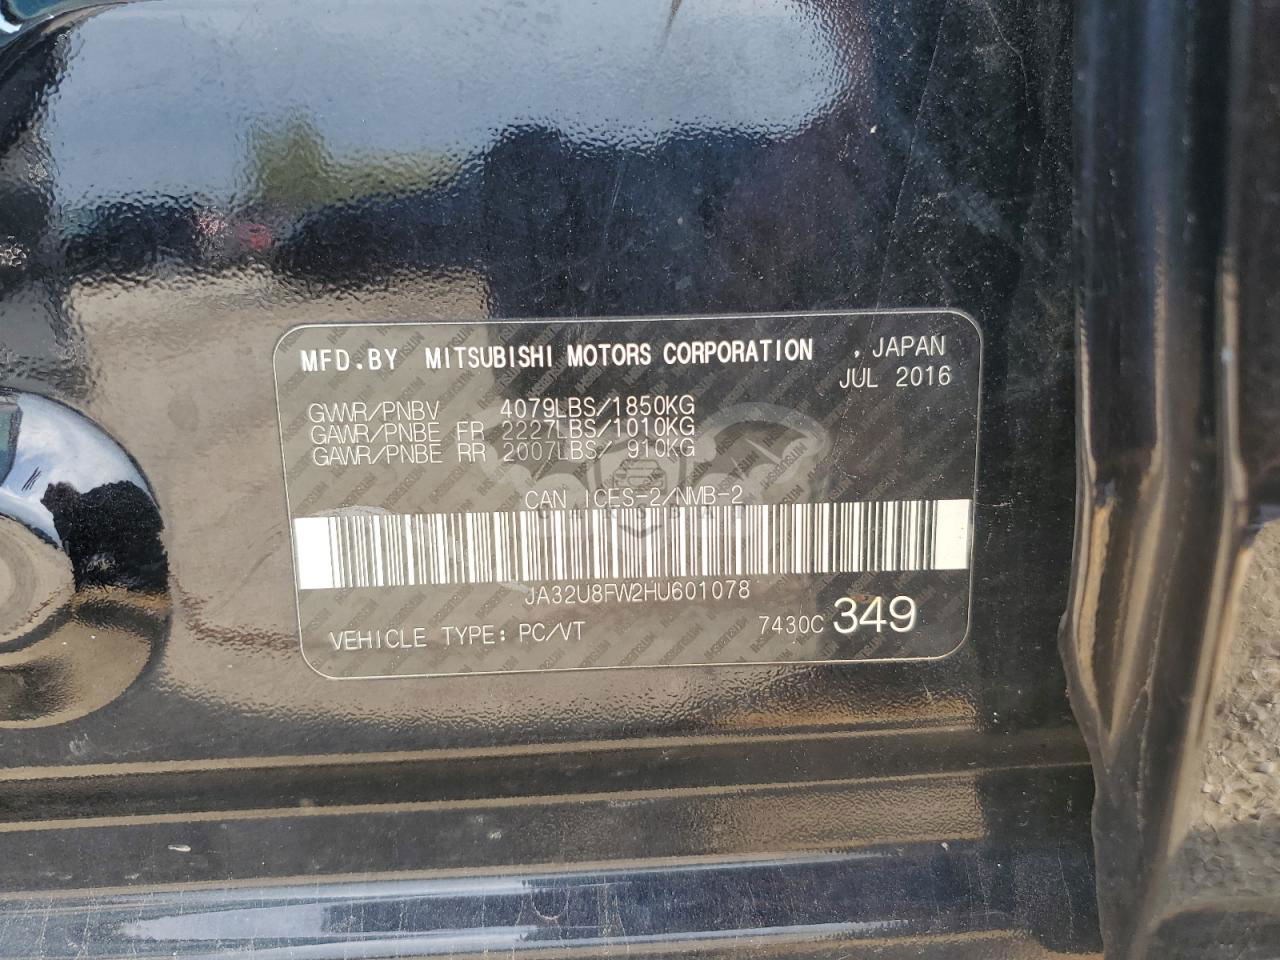 MFD.BY MITSUBISHI MOTORS CORPORATION , JAPAN
JUL 2016
GVWR/PNBV 4079LBS/1850KG
GAWR/PNBE FR 2227LBS/1010KG
GAWR/PNBE RR 2007LBS/ 910KG
CAN ICES-2/NMB-2
JA32U8FW2HU601078
7430C 349
VEHICLE TYPE: PC/VT